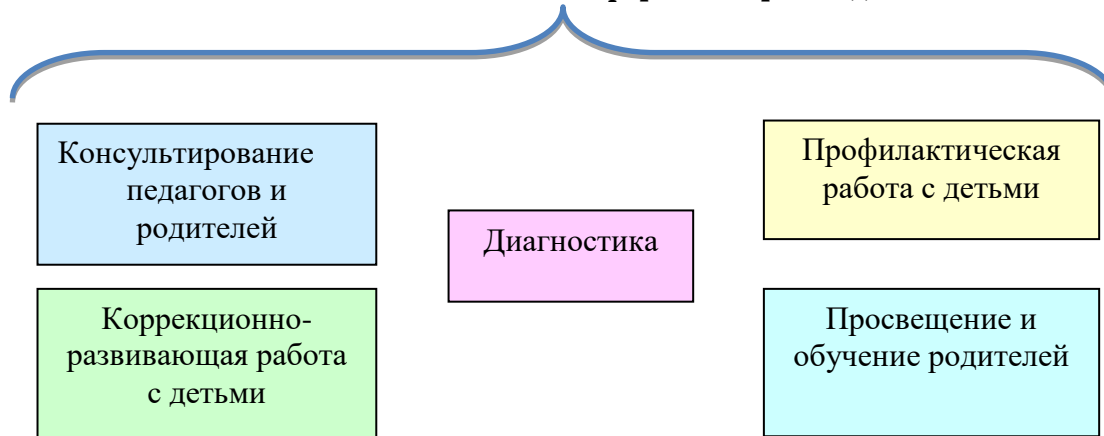 Консультирование
педагогов и
родителей
Диагностика
Профилактическая
работа с детьми
Коррекционно-
развивающая работа
с детьми
Просвещение и
обучение родителей